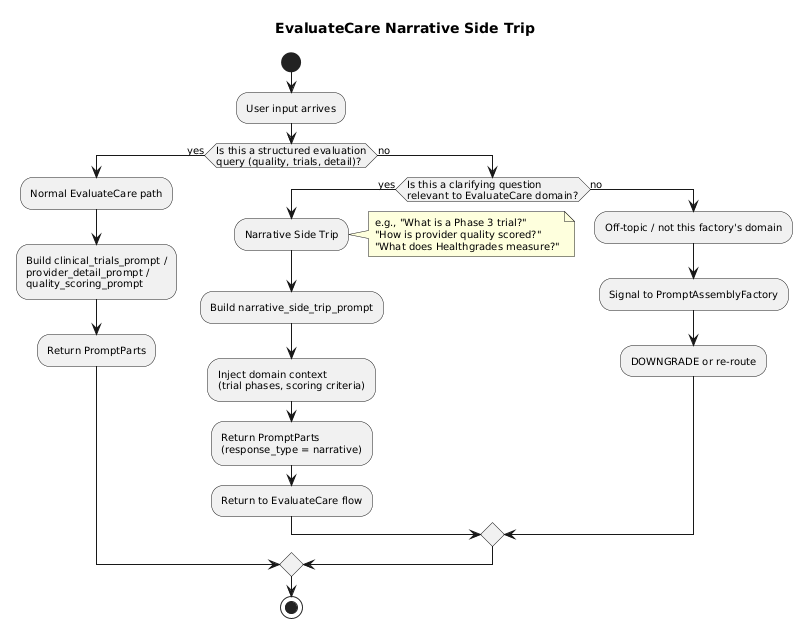 EvaluateCare Narrative Side Trip
User input arrives
yes
Is this a structured evaluation
query (quality, trials, detail)?
no
Normal EvaluateCare path
Build clinical_trials_prompt /
provider_detail_prompt /
quality_scoring_prompt
Return PromptParts
yes
Is this a clarifying question
relevant to EvaluateCare domain?
no
Narrative Side Trip
e.g., "What is a Phase 3 trial?"
"How is provider quality scored?"
"What does Healthgrades measure?"
Build narrative_side_trip_prompt
Inject domain context
(trial phases, scoring criteria)
Return PromptParts
(response_type = narrative)
Return to EvaluateCare flow
Off-topic / not this factory's domain
Signal to PromptAssemblyFactory
DOWNGRADE or re-route